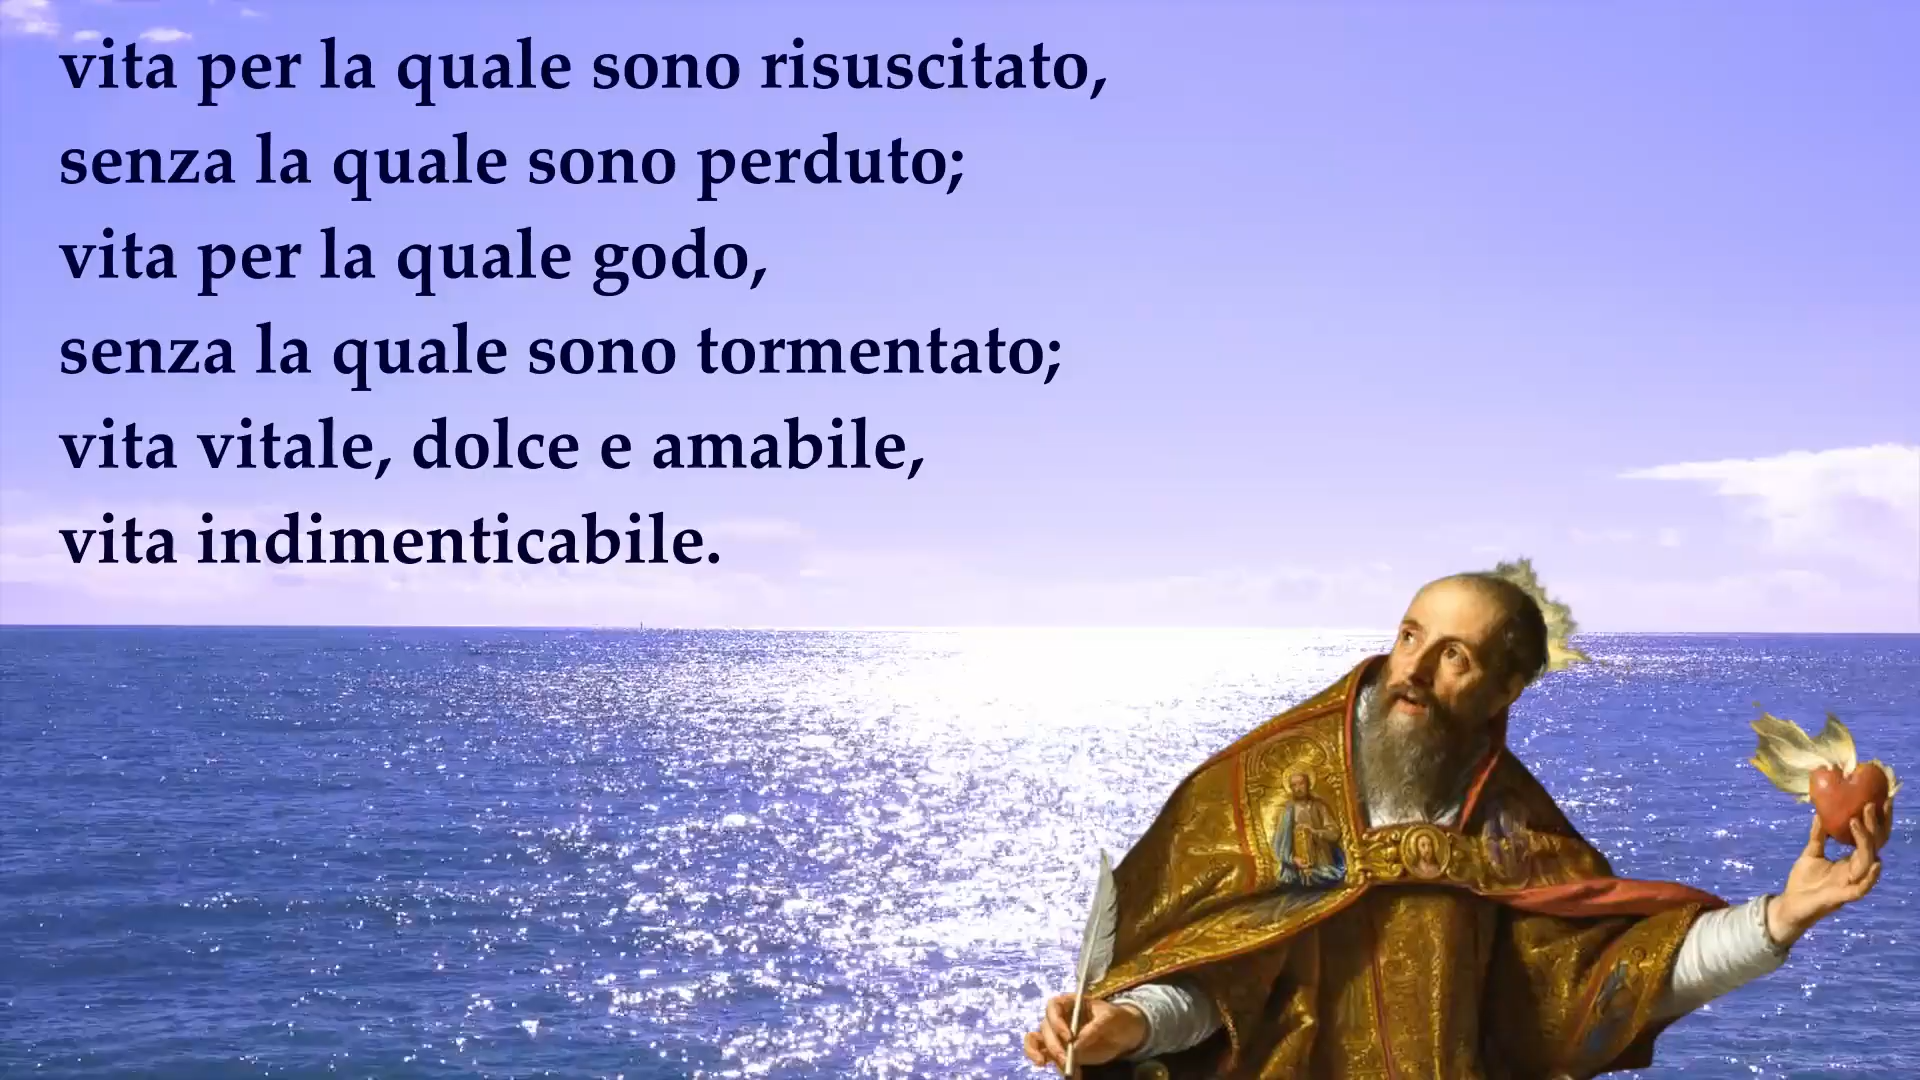 vita per la quale sono risuscitato,
senza la quale sono perduto;
vita per la quale godo,
senza la quale sono tormentato;
vita vitale, dolce e amabile,
vita indimenticabile.